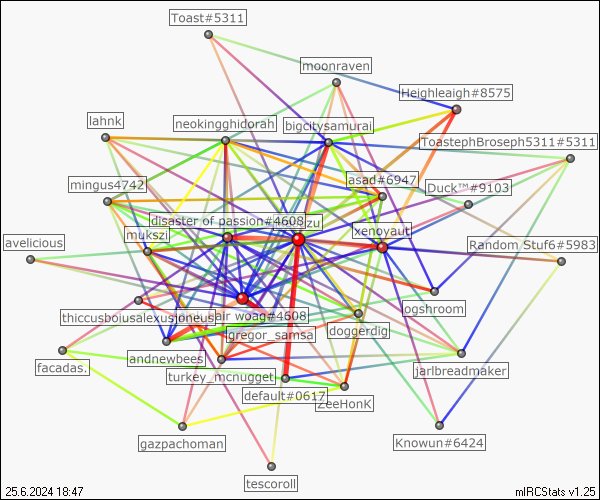 Toast#5311
moonraven
Heighleigh#8575
lahnk
neokingghidorah
bigcitysamurai
ToastephBroseph5311#5311
mingus4742
asad#6947
Duck™#9103
disaster of passion#4608
zu
mukszi
xenoyaut
avelicious
Random Stuf6#5983
thiccusboiusalexusjoneus
air woag#4608
ogshroom
gregor_samsa
doggerdig
andnewbees
facadas.
turkey_mcnugget
jarlbreadmaker
default#0617
ZeeHonK
gazpachoman
Knowun#6424
tescoroll
25.6.2024 18:47
mIRCStats v1.25